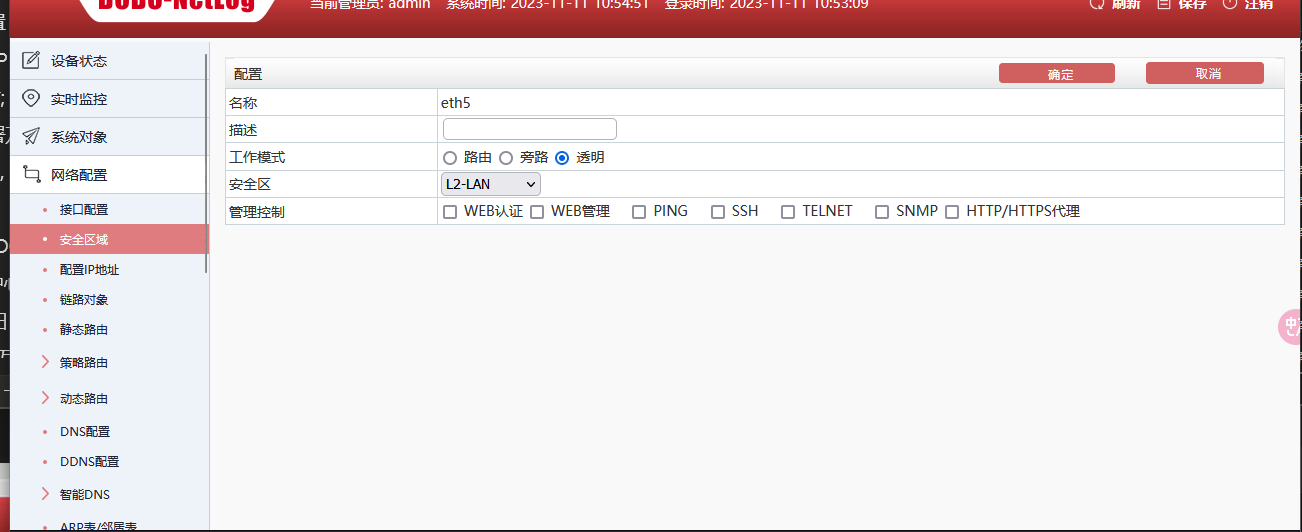 DCBC-NetLog
当前管理员: admin 系统时间: 2023-11-11 10:54:51 登录时间: 2023-11-11 10:53:09 刷新 保存 注销
设备状态
实时监控
系统对象
网络配置
接口配置
安全区域
配置IP地址
链路对象
静态路由
策略路由
动态路由
DNS配置
DDNS配置
智能DNS
ARP表/邻居表
配置 确定 取消
名称 eth5
描述
工作模式 路由 旁路 透明
安全区 L2-LAN
管理控制 WEB认证 WEB管理 PING SSH TELNET SNMP HTTP/HTTPS代理
中